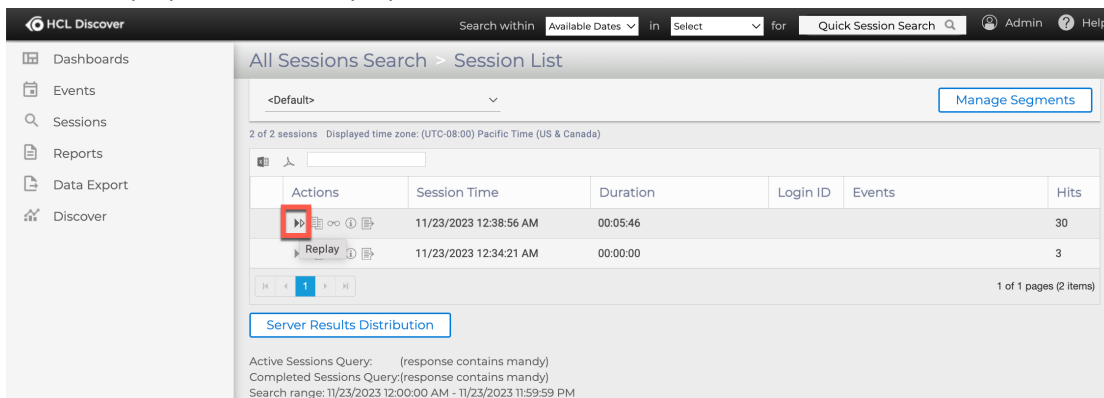 HCL Discover
Search within Available Dates in Select for Quick Session Search Admin Help
Dashboards
Events
Sessions
Reports
Data Export
Discover
All Sessions Search > Session List
<Default>
Manage Segments
2 of 2 sessions Displayed time zone: (UTC-08:00) Pacific Time (US & Canada)
Actions Session Time Duration Login ID Events Hits
11/23/2023 12:38:56 AM 00:05:46 30
Replay
11/23/2023 12:34:21 AM 00:00:00 3
1
1 of 1 pages (2 items)
Server Results Distribution
Active Sessions Query: (response contains mandy)
Completed Sessions Query:(response contains mandy)
Search range: 11/23/2023 12:00:00 AM - 11/23/2023 11:59:59 PM